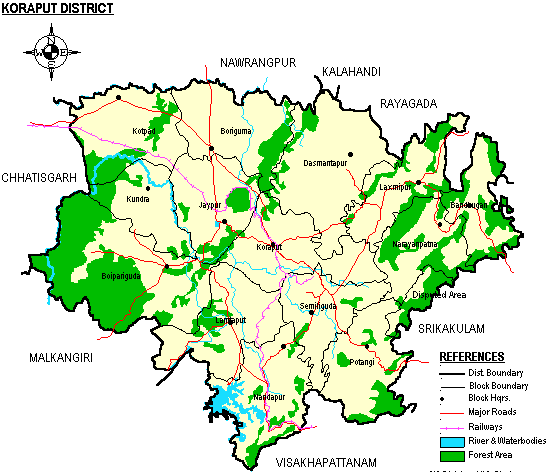 KORAPUT DISTRICT
N
W E
S
NAWRANGPUR
KALAHANDI
RAYAGADA
Kotpad
Boriguma
Dasmantapur
CHHATISGARH
Kundra
Laxmipur
Jaypur
Bandhugan
Koraput
Narayanpatna
Boipariguda
Disputed Area
Semiliguda
Lamtaput
SRIKAKULAM
MALKANGIRI
Potangi
Nandapur
VISAKHAPATTANAM
REFERENCES
Dist. Boundary
Block Boundary
Block Hqrs.
Major Roads
Railways
River & Waterbodies
Forest Area